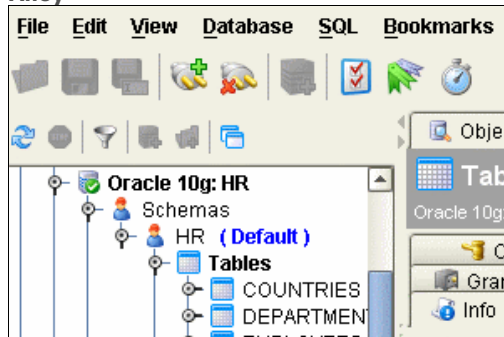 File Edit View Database SQL Bookmarks
Obje
Oracle 10g: HR
Tab
Schemas
Oracle 10g
HR ( Default )
Tables
COUNTRIES
Gran
DEPARTMEN
Info